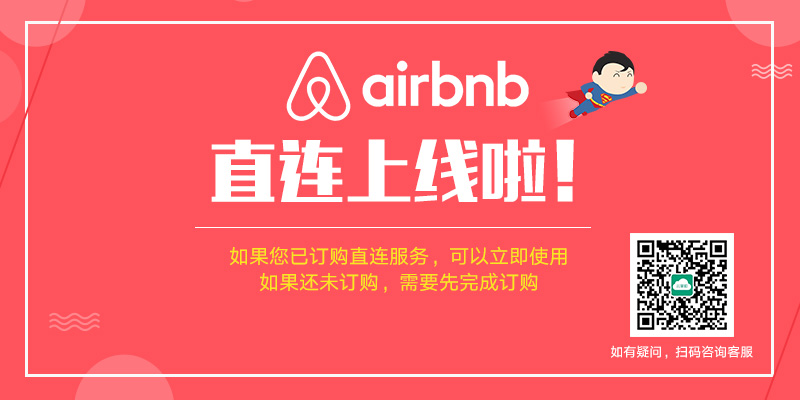 airbnb
直连上线啦！
如果您已订购直连服务，可以立即使用
如果还未订购，需要先完成订购
如有疑问，扫码咨询客服